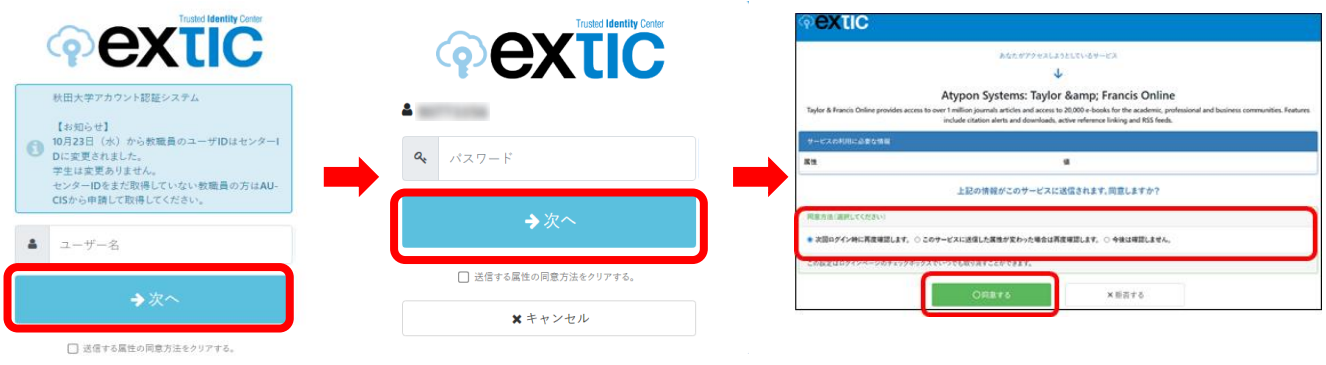 Trusted Identity Center
extic
秋田大学アカウント認証システム
【お知らせ】
10月23日（水）から教職員のユーザIDはセンターI
Dに変更されました。
学生は変更ありません。
センターIDをまだ取得していない教職員の方はAU-
CISから申請して取得してください。
ユーザー名
次へ
送信する属性の同意方法をクリアする。
Trusted Identity Center
extic
パスワード
次へ
送信する属性の同意方法をクリアする。
キャンセル
extic
あなたがアクセスしようとしているサービス
Atypon Systems: Taylor &amp; Francis Online
Taylor & Francis Online provides access to over 1 million journals articles and access to 20,000 e-books for the academic, professional and business communities. Features
include citation alerts and downloads, active reference linking and RSS feeds.
サービスの利用に必要な情報
属性 値
上記の情報がこのサービスに送信されます。同意しますか？
同意方法（選択してください）
次回ログイン時に再度確認します。 このサービスに送信した属性が変わった場合は再度確認します。 今後は確認しません。
この設定はログインページのチェックボックスでいつでも取り消すことができます。
同意する 拒否する